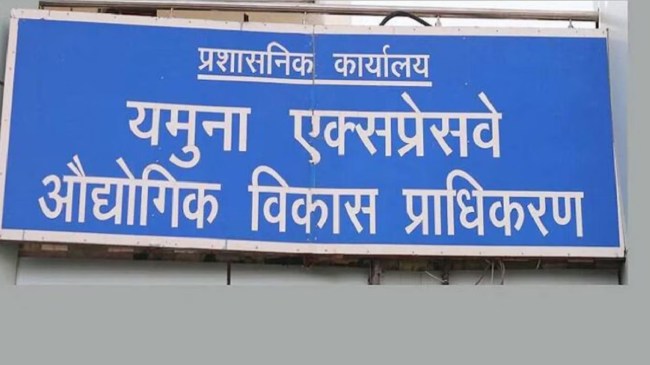 प्रशासनिक कार्यालय
यमुना एक्सप्रेसवे
औद्योगिक विकास प्राधिकरण